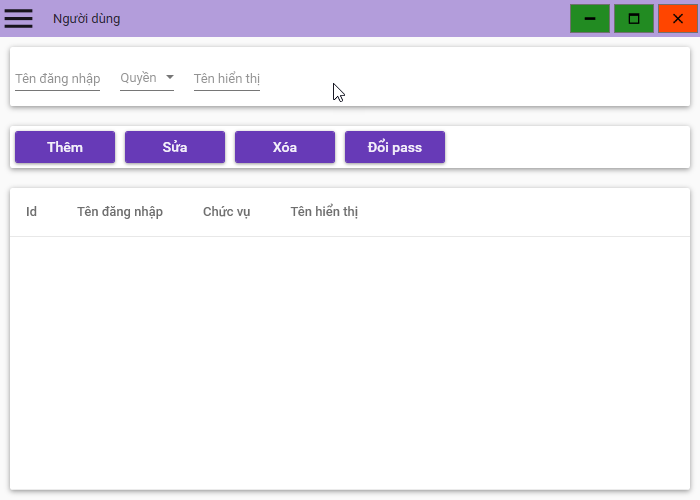 Người dùng
Tên đăng nhập Quyền Tên hiển thị
Thêm Sửa Xóa Đổi pass
Id Tên đăng nhập Chức vụ Tên hiển thị